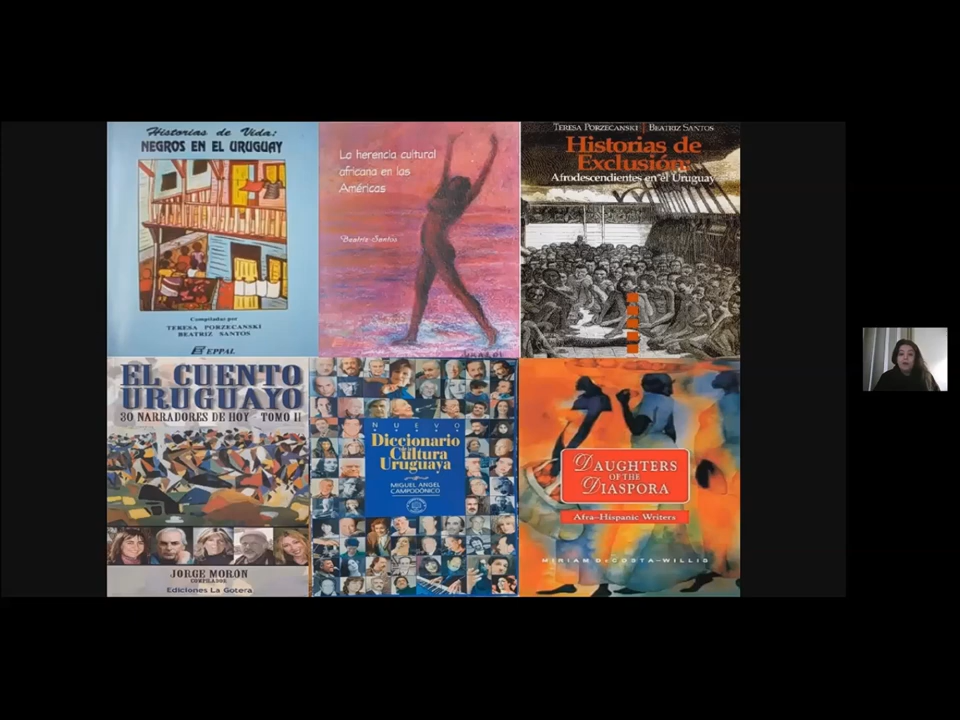 Historias de Vida:
NEGROS EN EL URUGUAY
Compilador por
TERESA PORZECANSKI
BEATRIZ SANTOS
EPPAL
La herencia cultural
africana en las
Américas
Beatriz Santos
TERESA PORZECANSKI | BEATRIZ SANTOS
Historias de
Exclusión:
Afrodescendientes en el Uruguay
EL CUENTO
URUGUAYO
30 NARRADORES DE HOY - TOMO II
JORGE MORÓN
COMPILADOR
Ediciones La Gotera
NUEVO
Diccionario
de Cultura
Uruguaya
MIGUEL ANGEL
CAMPODÓNICO
DAUGHTERS
OF THE
DIASPORA
Afra-Hispanic Writers
MIRIAM DECOSTA-WILLIS